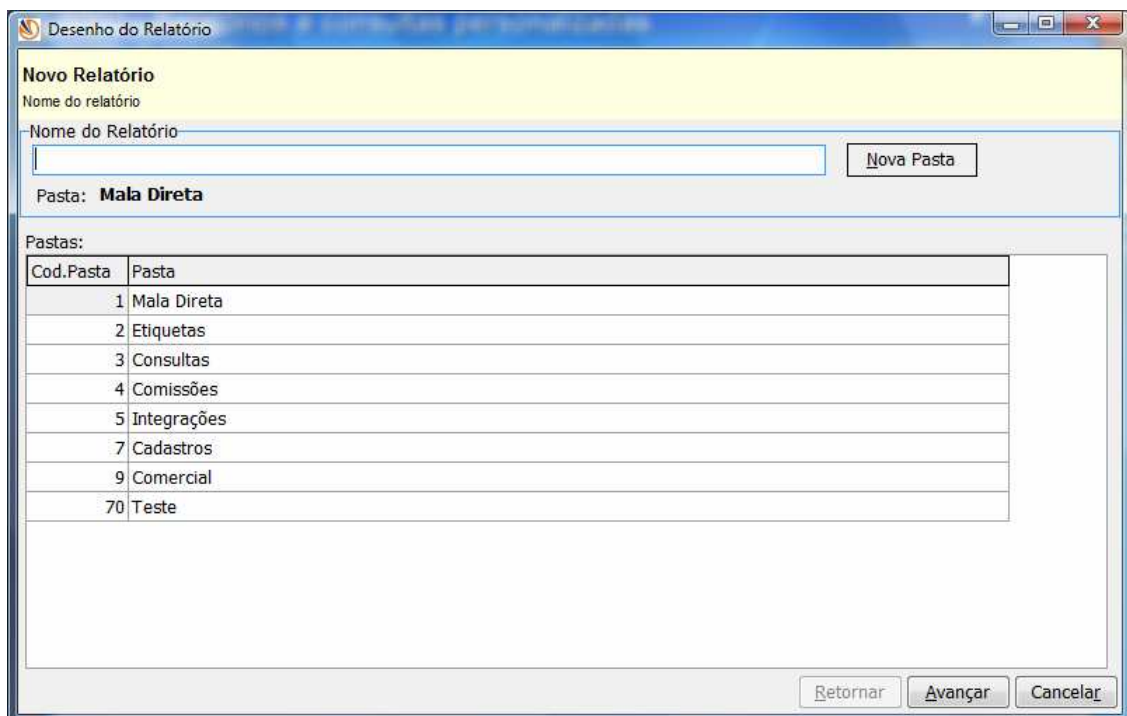 Desenho do Relatório
Novo Relatório
Nome do relatório
Nome do Relatório
Nova Pasta
Pasta: Mala Direta
Pastas:
Cod.Pasta Pasta
1 Mala Direta
2 Etiquetas
3 Consultas
4 Comissões
5 Integrações
7 Cadastros
9 Comercial
70 Teste
Retornar Avançar Cancelar